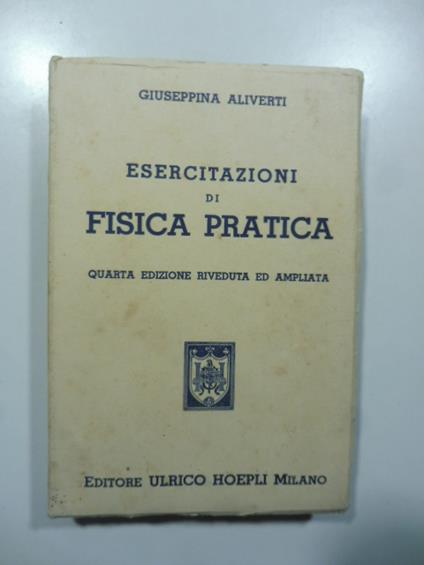 GIUSEPPINA ALIVERTI
ESERCITAZIONI
DI
FISICA PRATICA
QUARTA EDIZIONE RIVEDUTA ED AMPLIATA
EDITORE ULRICO HOEPLI MILANO